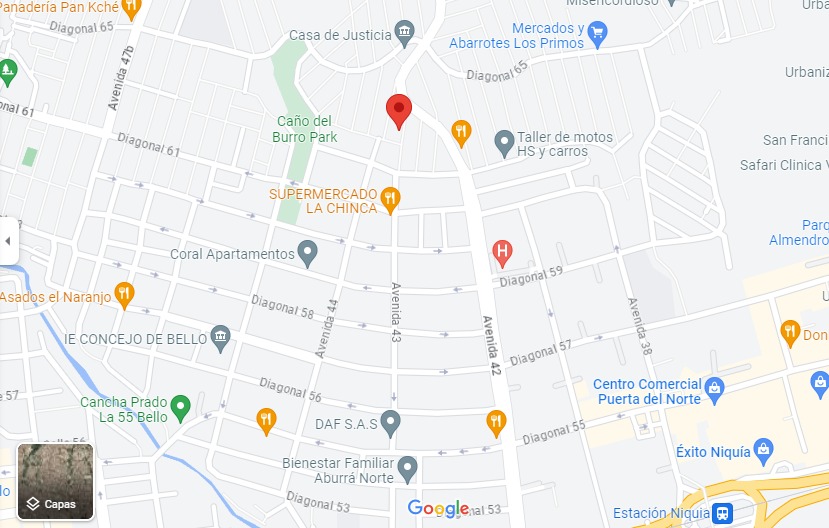 Panadería Pan Kché
Misericordioso
Urba
Diagonal 65
Casa de Justicia
Mercados y
Abarrotes Los Primos
Avenida 47b
Diagonal 65
Urbaniz
onal 61
Caño del
Burro Park
Diagonal 61
Taller de motos
HS y carros
San Franci
Safari Clinica V
SUPERMERCADO
LA CHINCA
Parq
Almendro
Coral Apartamentos
H
Diagonal 59
Asados el Naranjo
Diagonal 58
Avenida 44
Avenida 43
Avenida 42
Avenida 38
IE CONCEJO DE BELLO
Diagonal 57
Don
Diagonal 56
Centro Comercial
Puerta del Norte
Cancha Prado
La 55 Bello
DAF S.A.S
Diagonal 55
Éxito Niquía
Bienestar Familiar
Aburrá Norte
Capas
Diagonal 53
Google
53
Estación Niquia